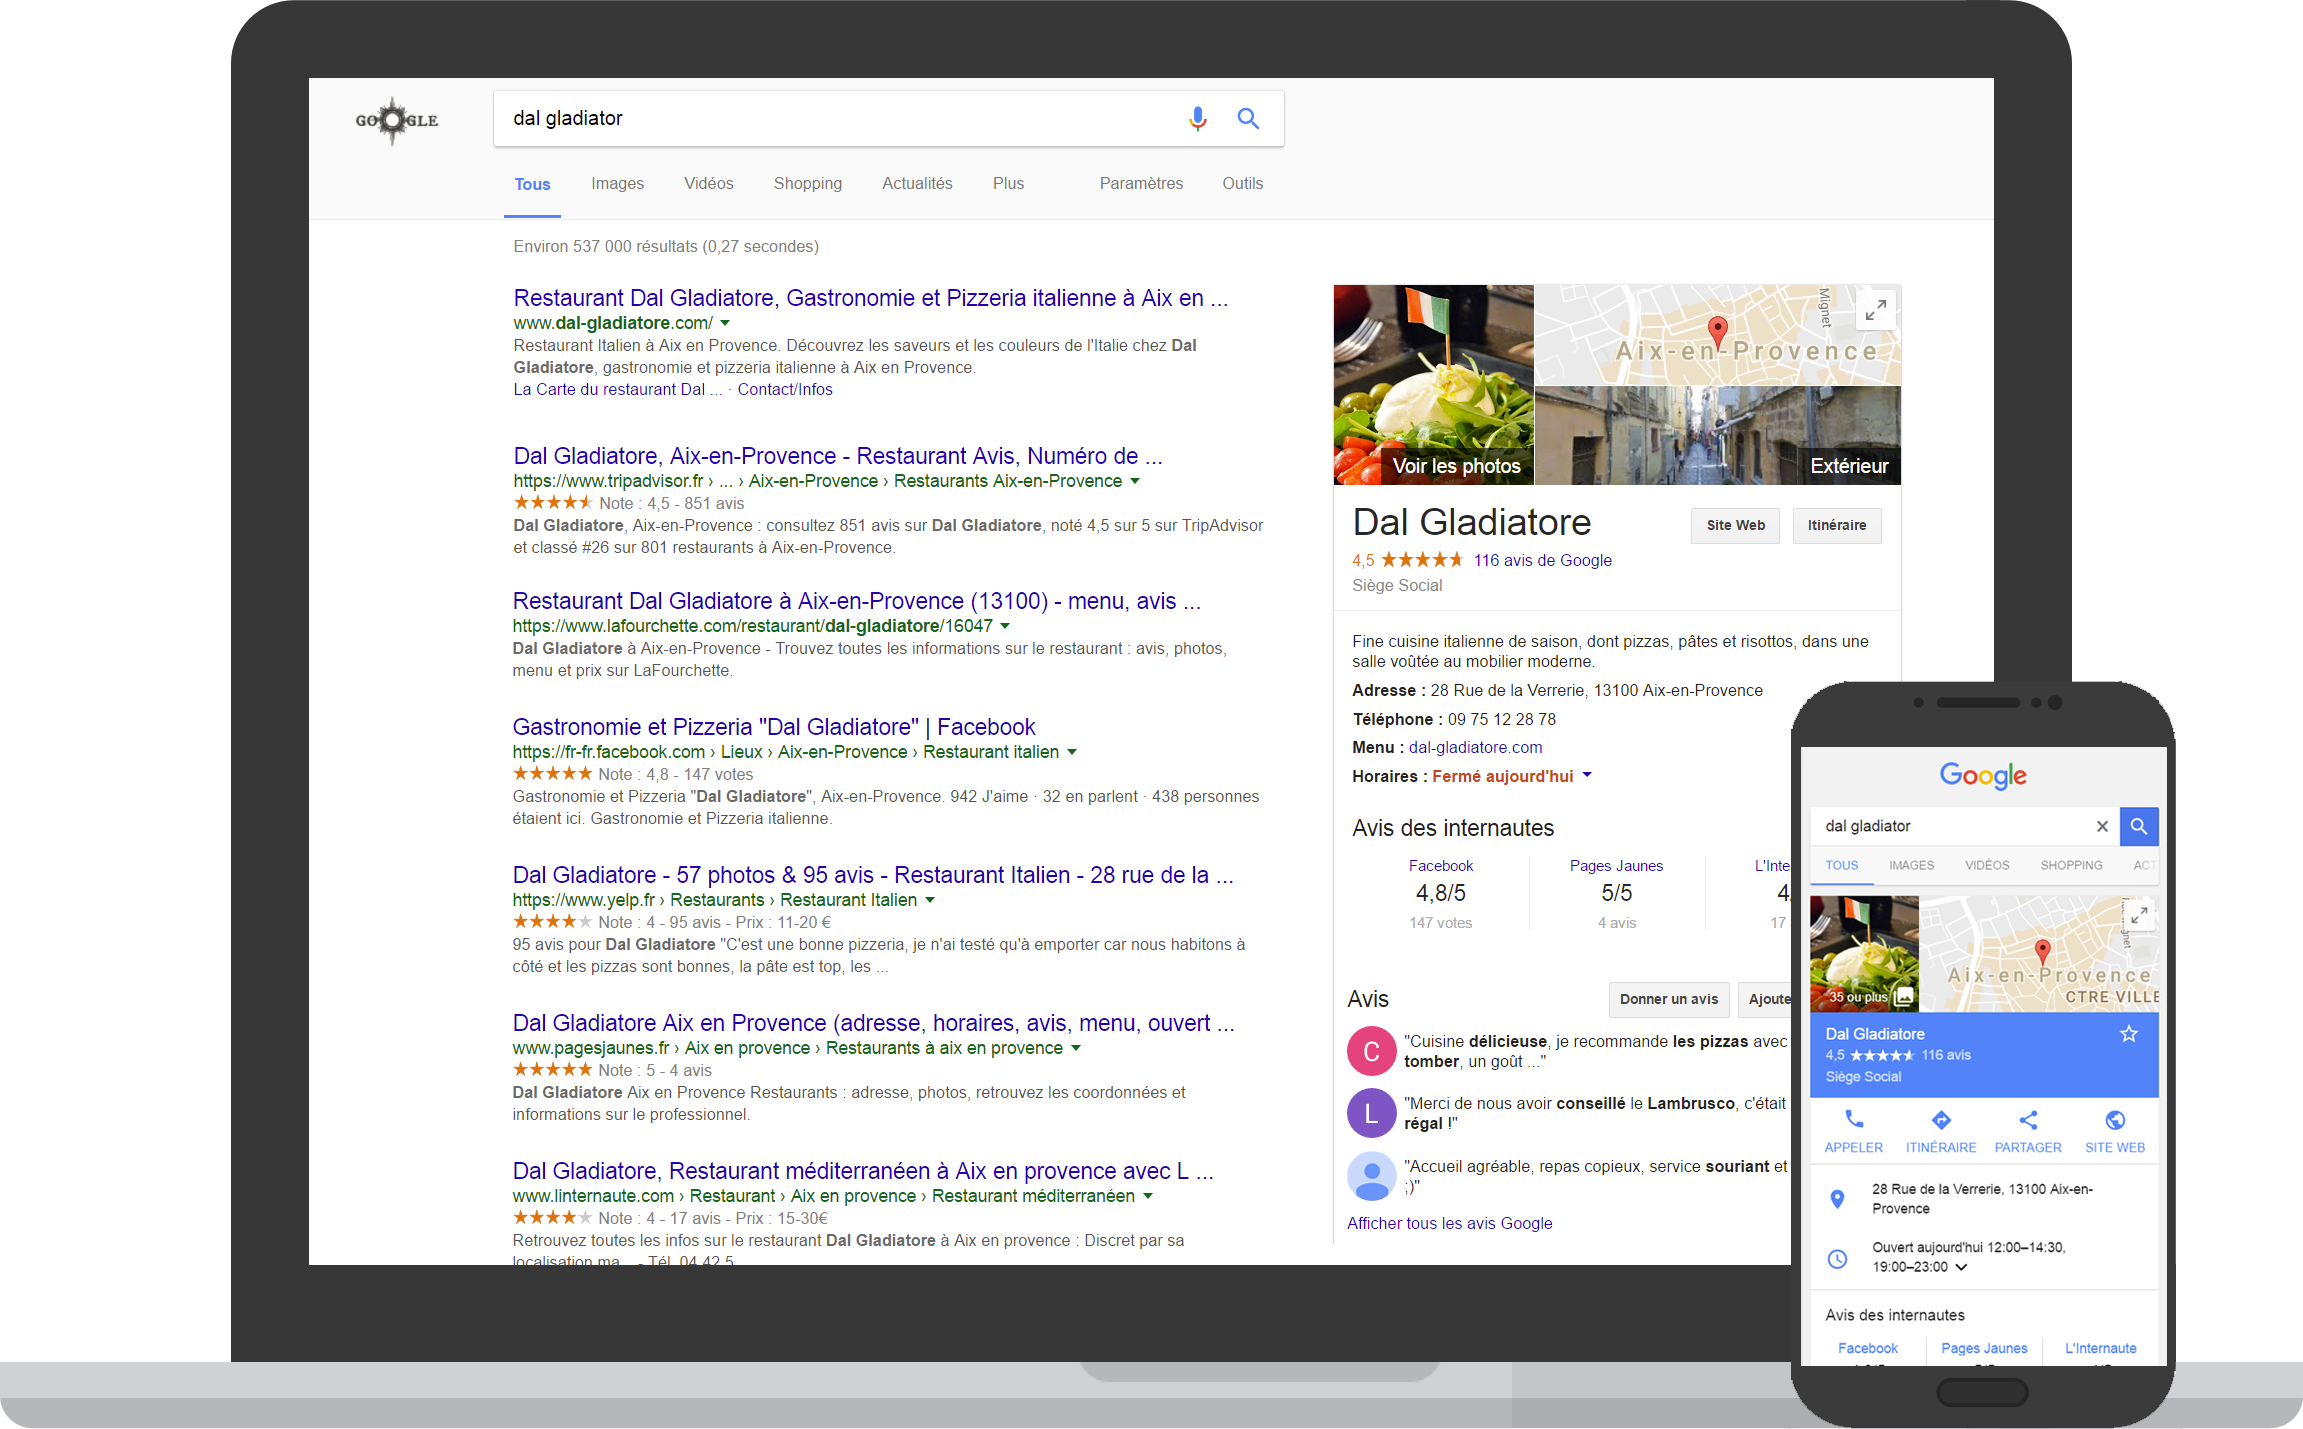 GOOGLE
dal gladiator
Tous Images Vidéos Shopping Actualités Plus Paramètres Outils
Environ 537 000 résultats (0,27 secondes)
Restaurant Dal Gladiatore, Gastronomie et Pizzeria italienne à Aix en ...
www.dal-gladiatore.com/
Restaurant Italien à Aix en Provence. Découvrez les saveurs et les couleurs de l'Italie chez Dal
Gladiatore, gastronomie et pizzeria italienne à Aix en Provence.
La Carte du restaurant Dal ... · Contact/Infos
Dal Gladiatore, Aix-en-Provence - Restaurant Avis, Numéro de ...
https://www.tripadvisor.fr › ... › Aix-en-Provence › Restaurants Aix-en-Provence
Note : 4,5 - 851 avis
Dal Gladiatore, Aix-en-Provence : consultez 851 avis sur Dal Gladiatore, noté 4,5 sur 5 sur TripAdvisor
et classé #26 sur 801 restaurants à Aix-en-Provence.
Restaurant Dal Gladiatore à Aix-en-Provence (13100) - menu, avis ...
https://www.lafourchette.com/restaurant/dal-gladiatore/16047
Dal Gladiatore à Aix-en-Provence - Trouvez toutes les informations sur le restaurant : avis, photos,
menu et prix sur LaFourchette.
Gastronomie et Pizzeria "Dal Gladiatore" | Facebook
https://fr-fr.facebook.com › Lieux › Aix-en-Provence › Restaurant italien
Note : 4,8 - 147 votes
Gastronomie et Pizzeria "Dal Gladiatore", Aix-en-Provence. 942 J'aime · 32 en parlent · 438 personnes
étaient ici. Gastronomie et Pizzeria italienne.
Dal Gladiatore - 57 photos & 95 avis - Restaurant Italien - 28 rue de la ...
https://www.yelp.fr › Restaurants › Restaurant Italien
Note : 4 - 95 avis - Prix : 11-20 €
95 avis pour Dal Gladiatore "C'est une bonne pizzeria, je n'ai testé qu'à emporter car nous habitons à
côté et les pizzas sont bonnes, la pâte est top, les ...
Dal Gladiatore Aix en Provence (adresse, horaires, avis, menu, ouvert ...
www.pagesjaunes.fr › Aix en provence › Restaurants à aix en provence
Note : 5 - 4 avis
Dal Gladiatore Aix en Provence Restaurants : adresse, photos, retrouvez les coordonnées et
informations sur le professionnel.
Dal Gladiatore, Restaurant méditerranéen à Aix en provence avec L ...
www.linternaute.com › Restaurant › Aix en provence › Restaurant méditerranéen
Note : 4 - 17 avis - Prix : 15-30€
Retrouvez toutes les infos sur le restaurant Dal Gladiatore à Aix en provence : Discret par sa
localisation ma... - Tél. 04 42 5
Mignet
Aix-en-Provence
Voir les photos
Extérieur
Dal Gladiatore
Site Web Itinéraire
4,5 116 avis de Google
Siège Social
Fine cuisine italienne de saison, dont pizzas, pâtes et risottos, dans une
salle voûtée au mobilier moderne.
Adresse : 28 Rue de la Verrerie, 13100 Aix-en-Provence
Téléphone : 09 75 12 28 78
Menu : dal-gladiatore.com
Horaires : Fermé aujourd'hui
Avis des internautes
Facebook Pages Jaunes L'Inte
4,8/5 5/5 4
147 votes 4 avis 17
Avis
Donner un avis Ajoute
C
"Cuisine délicieuse, je recommande les pizzas avec
tomber, un goût ..."
L
"Merci de nous avoir conseillé le Lambrusco, c'était
régal !"
"Accueil agréable, repas copieux, service souriant et
;)"
Afficher tous les avis Google
Google
dal gladiator
TOUS IMAGES VIDÉOS SHOPPING ACT
Aix-en-Provence
CTRE VILLE
35 ou plus
Dal Gladiatore
4,5 116 avis
Siège Social
APPELER ITINÉRAIRE PARTAGER SITE WEB
28 Rue de la Verrerie, 13100 Aix-en-
Provence
Ouvert aujourd'hui 12:00–14:30,
19:00–23:00
Avis des internautes
Facebook Pages Jaunes L'Internaute